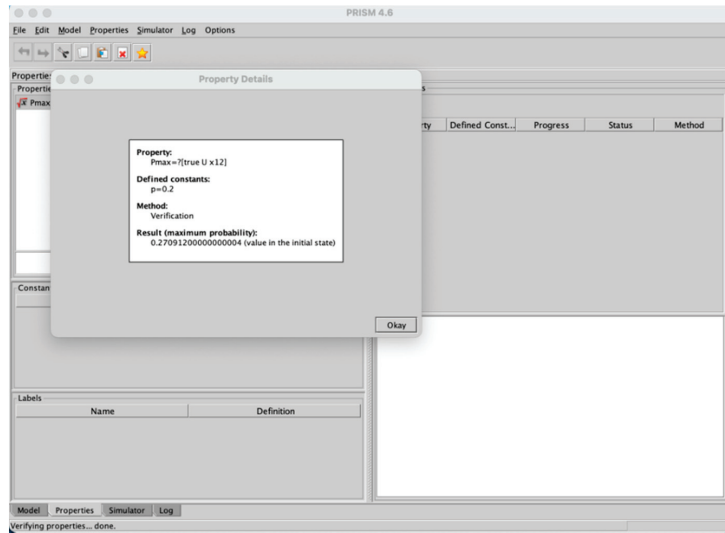 PRISM 4.6
File Edit Model Properties Simulator Log Options
Properties
Property Details
Pmax
Property:
Pmax=?[true U x12]
Defined constants:
p=0.2
Method:
Verification
Result (maximum probability):
0.27091200000000004 (value in the initial state)
Okay
Defined Const... Progress Status Method
Constan
Labels
Name Definition
Model Properties Simulator Log
Verifying properties... done.